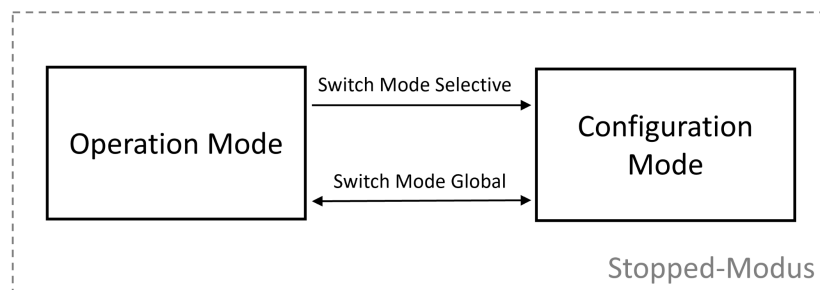 Switch Mode Selective
Operation Mode
Configuration
Mode
Switch Mode Global
Stopped-Modus